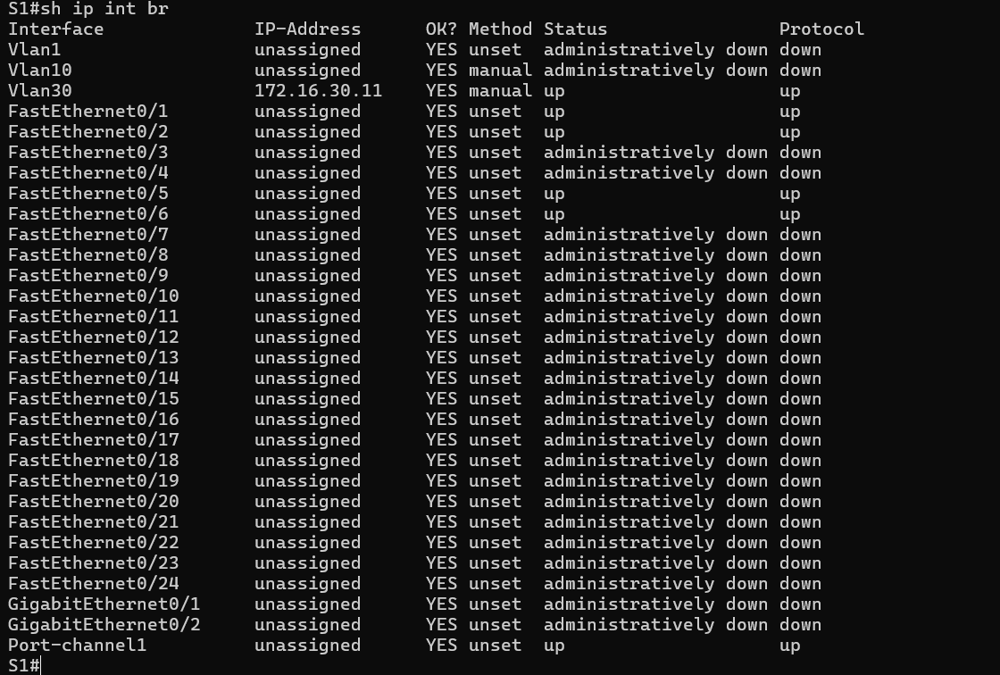 S1#sh ip int br
Interface              IP-Address      OK? Method Status                Protocol
Vlan1                  unassigned      YES unset  administratively down down
Vlan10                 unassigned      YES manual administratively down down
Vlan30                 172.16.30.11    YES manual up                    up
FastEthernet0/1        unassigned      YES unset  up                    up
FastEthernet0/2        unassigned      YES unset  up                    up
FastEthernet0/3        unassigned      YES unset  administratively down down
FastEthernet0/4        unassigned      YES unset  administratively down down
FastEthernet0/5        unassigned      YES unset  up                    up
FastEthernet0/6        unassigned      YES unset  up                    up
FastEthernet0/7        unassigned      YES unset  administratively down down
FastEthernet0/8        unassigned      YES unset  administratively down down
FastEthernet0/9        unassigned      YES unset  administratively down down
FastEthernet0/10       unassigned      YES unset  administratively down down
FastEthernet0/11       unassigned      YES unset  administratively down down
FastEthernet0/12       unassigned      YES unset  administratively down down
FastEthernet0/13       unassigned      YES unset  administratively down down
FastEthernet0/14       unassigned      YES unset  administratively down down
FastEthernet0/15       unassigned      YES unset  administratively down down
FastEthernet0/16       unassigned      YES unset  administratively down down
FastEthernet0/17       unassigned      YES unset  administratively down down
FastEthernet0/18       unassigned      YES unset  administratively down down
FastEthernet0/19       unassigned      YES unset  administratively down down
FastEthernet0/20       unassigned      YES unset  administratively down down
FastEthernet0/21       unassigned      YES unset  administratively down down
FastEthernet0/22       unassigned      YES unset  administratively down down
FastEthernet0/23       unassigned      YES unset  administratively down down
FastEthernet0/24       unassigned      YES unset  administratively down down
GigabitEthernet0/1     unassigned      YES unset  administratively down down
GigabitEthernet0/2     unassigned      YES unset  administratively down down
Port-channel1          unassigned      YES unset  up                    up
S1#